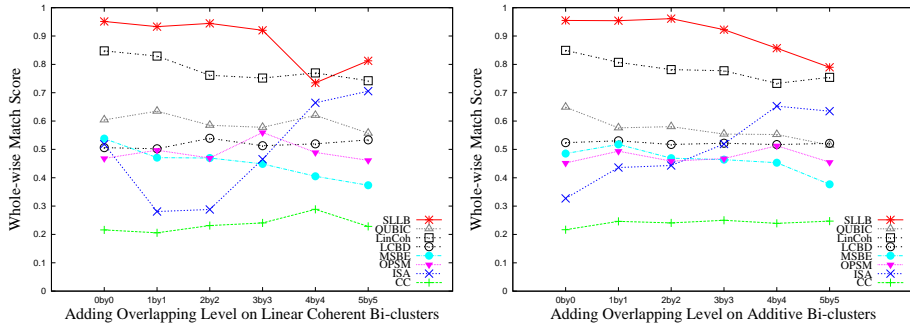 Whole-wise Match Score
1
0.9
0.8
0.7
0.6
0.5
0.4
0.3
0.2
0.1
0
SLLB
QUBIC
LinCoh
LCBD
MSBE
OPSM
ISA
CC
0by0 1by1 2by2 3by3 4by4 5by5
Adding Overlapping Level on Linear Coherent Bi-clusters
Whole-wise Match Score
1
0.9
0.8
0.7
0.6
0.5
0.4
0.3
0.2
0.1
0
SLLB
QUBIC
LinCoh
LCBD
MSBE
OPSM
ISA
CC
0by0 1by1 2by2 3by3 4by4 5by5
Adding Overlapping Level on Additive Bi-clusters